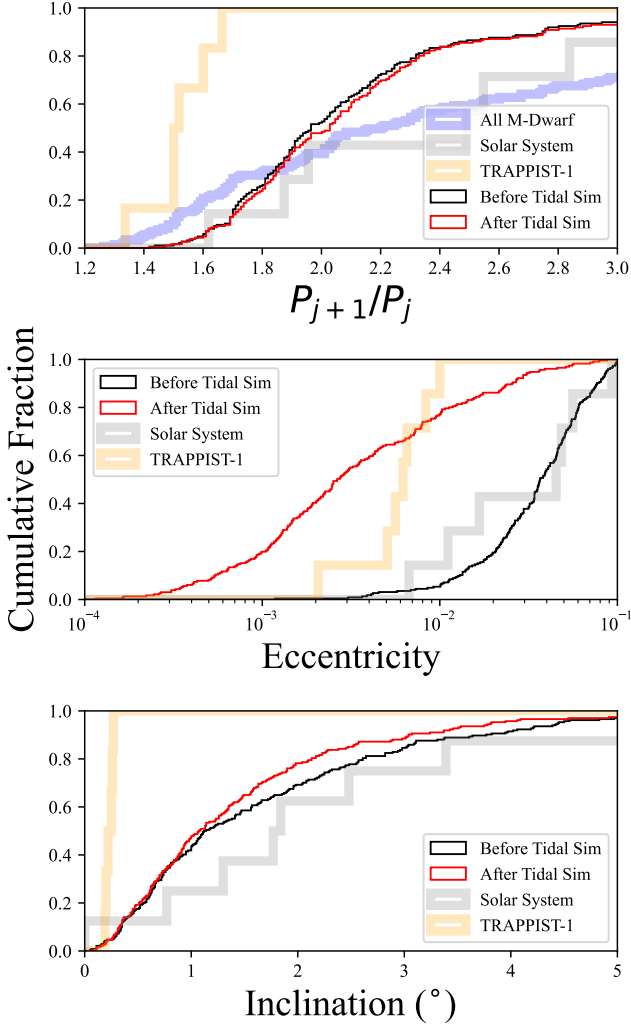 1.0
0.8
0.6
0.4
0.2
0.0
All M-Dwarf
Solar System
TRAPPIST-1
Before Tidal Sim
After Tidal Sim
1.2 1.4 1.6 1.8 2.0 2.2 2.4 2.6 2.8 3.0
P_{j+1}/P_j
Cumulative Fraction
1.0
0.8
0.6
0.4
0.2
0.0
Before Tidal Sim
After Tidal Sim
Solar System
TRAPPIST-1
10⁻⁴ 10⁻³ 10⁻² 10⁻¹
Eccentricity
1.0
0.8
0.6
0.4
0.2
0.0
Before Tidal Sim
After Tidal Sim
Solar System
TRAPPIST-1
0 1 2 3 4 5
Inclination (°)